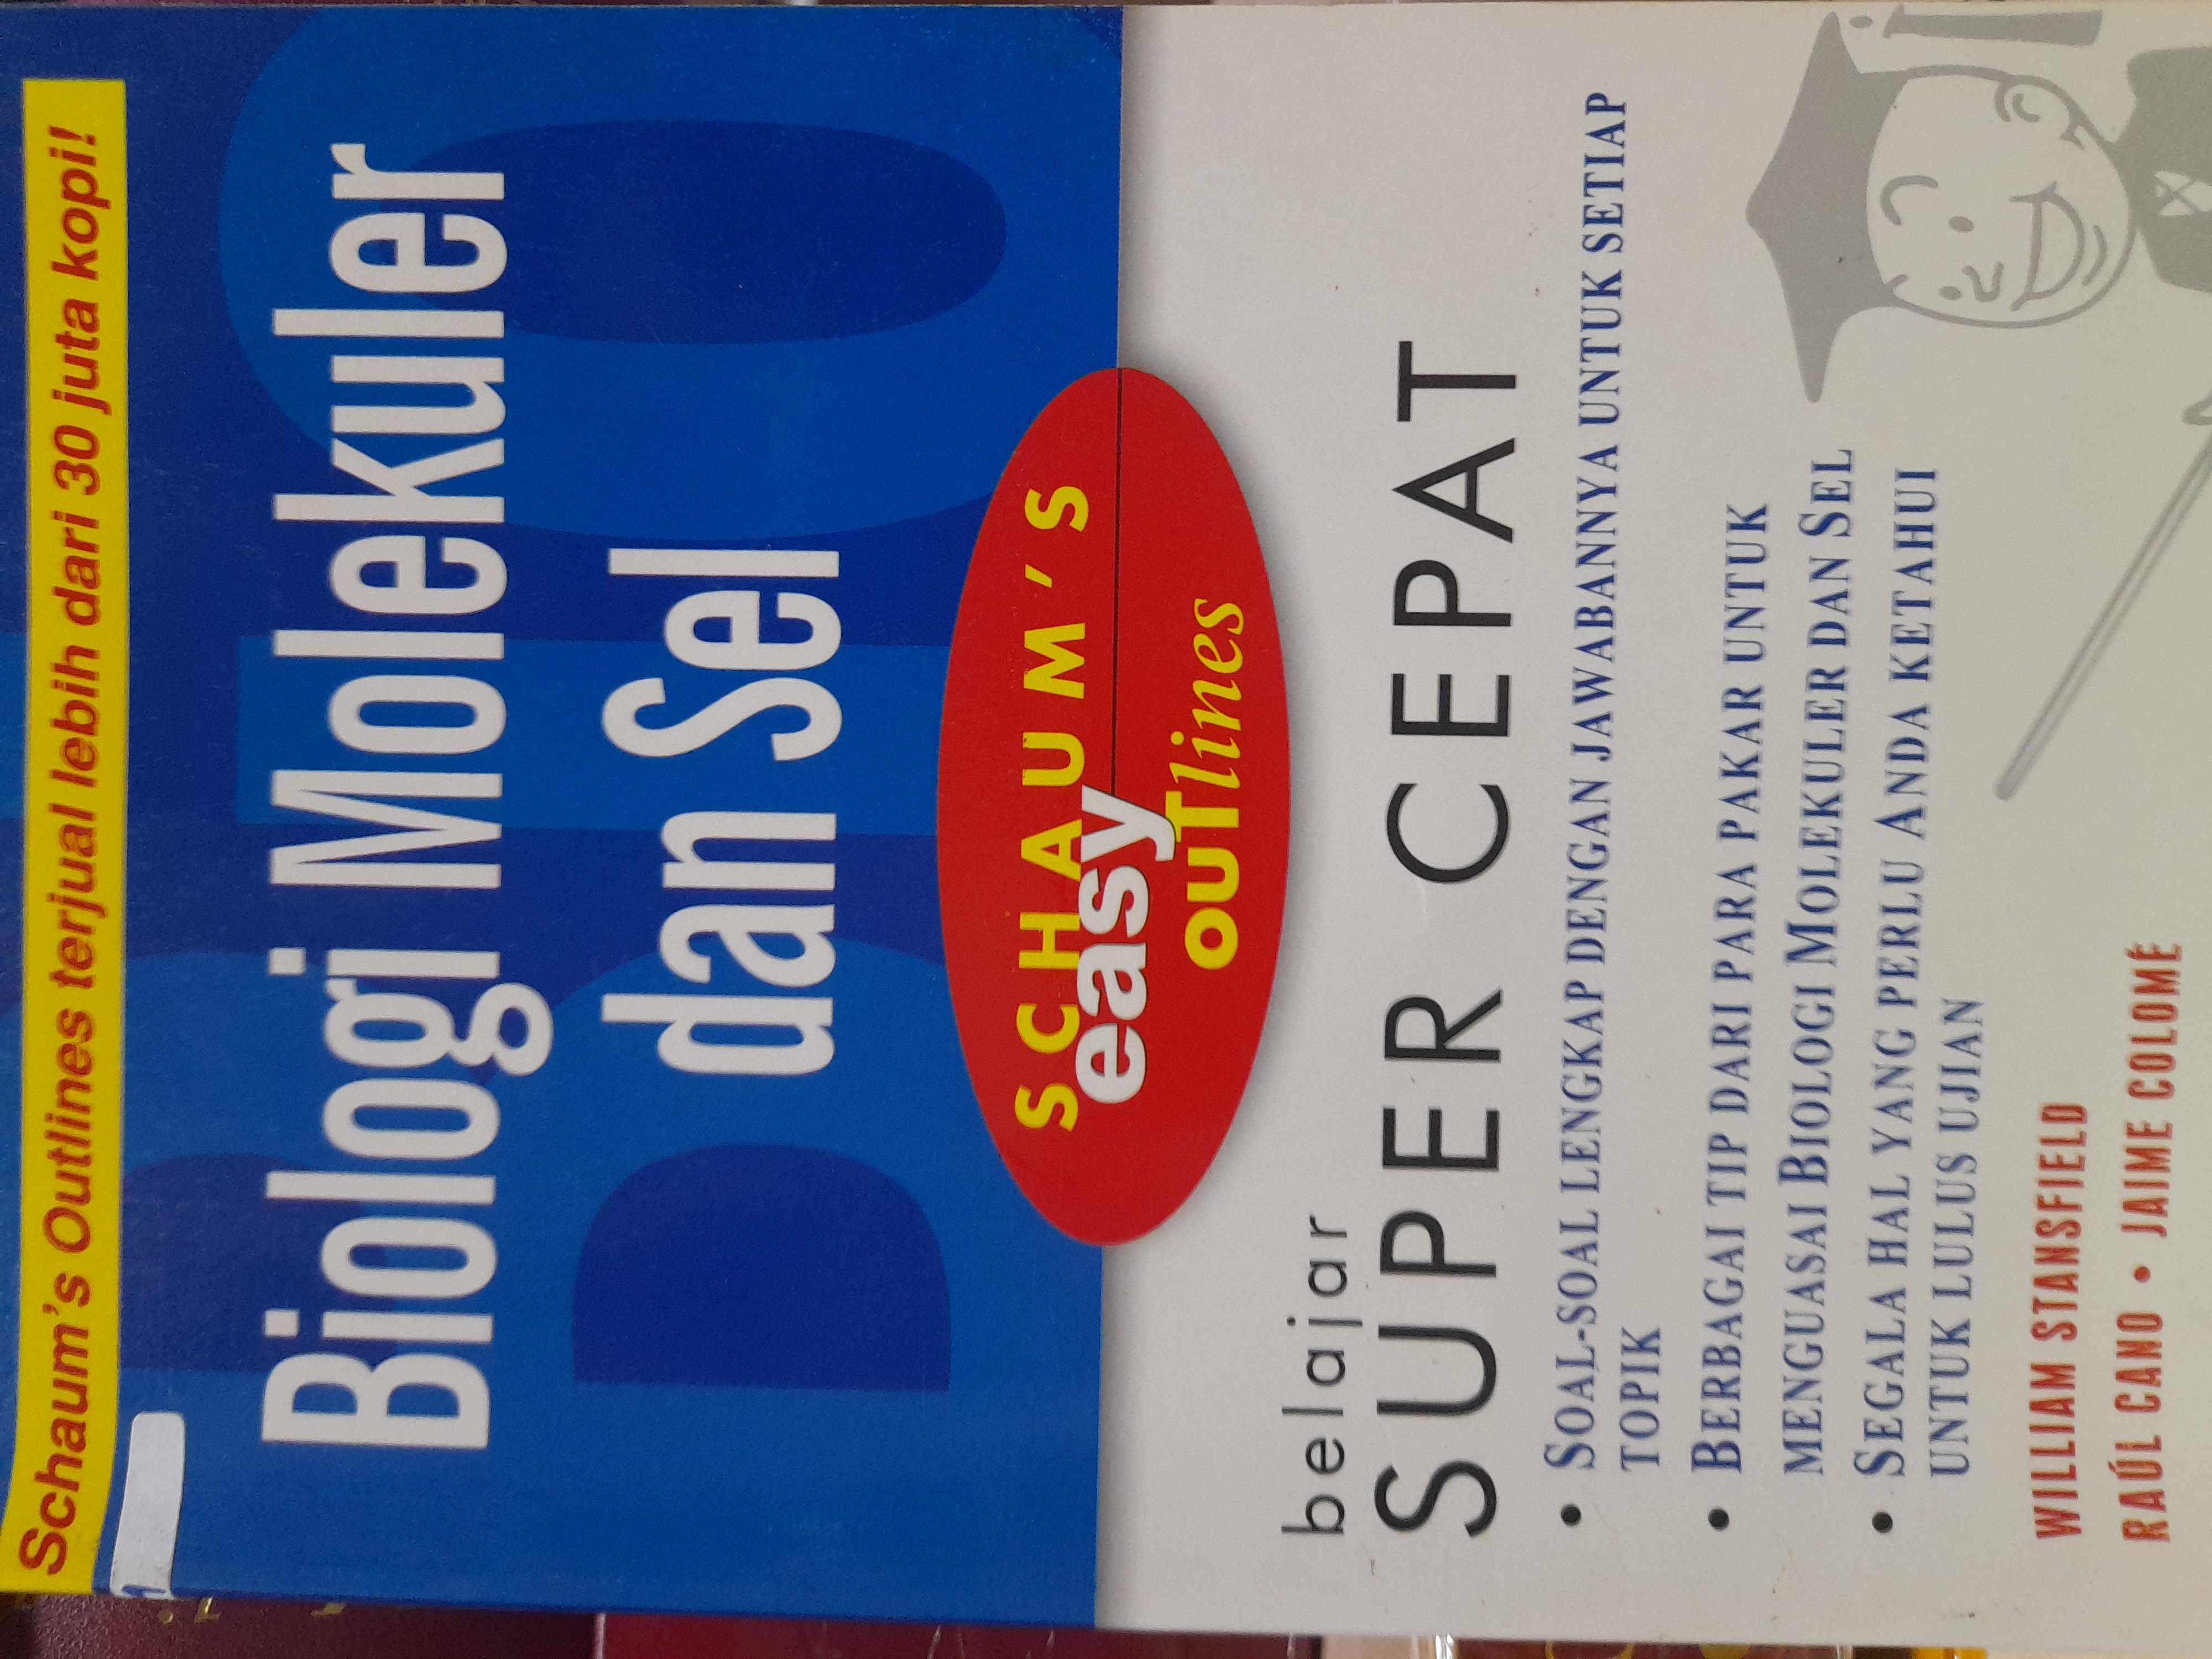 Schaum's Outlines terjual lebih dari 30 juta kopi!
Biologi Molekuler
dan Sel
SCHAUM'S
easy
OUTlines
belajar
SUPER CEPAT
• SOAL-SOAL LENGKAP DENGAN JAWABANNYA UNTUK SETIAP
TOPIK
• BERBAGAI TIP DARI PARA PAKAR UNTUK
MENGUASAI BIOLOGI MOLEKULER DAN SEL
• SEGALA HAL YANG PERLU ANDA KETAHUI
UNTUK LULUS UJIAN
WILLIAM STANSFIELD
RAÚL CANO • JAIME COLOMÉ